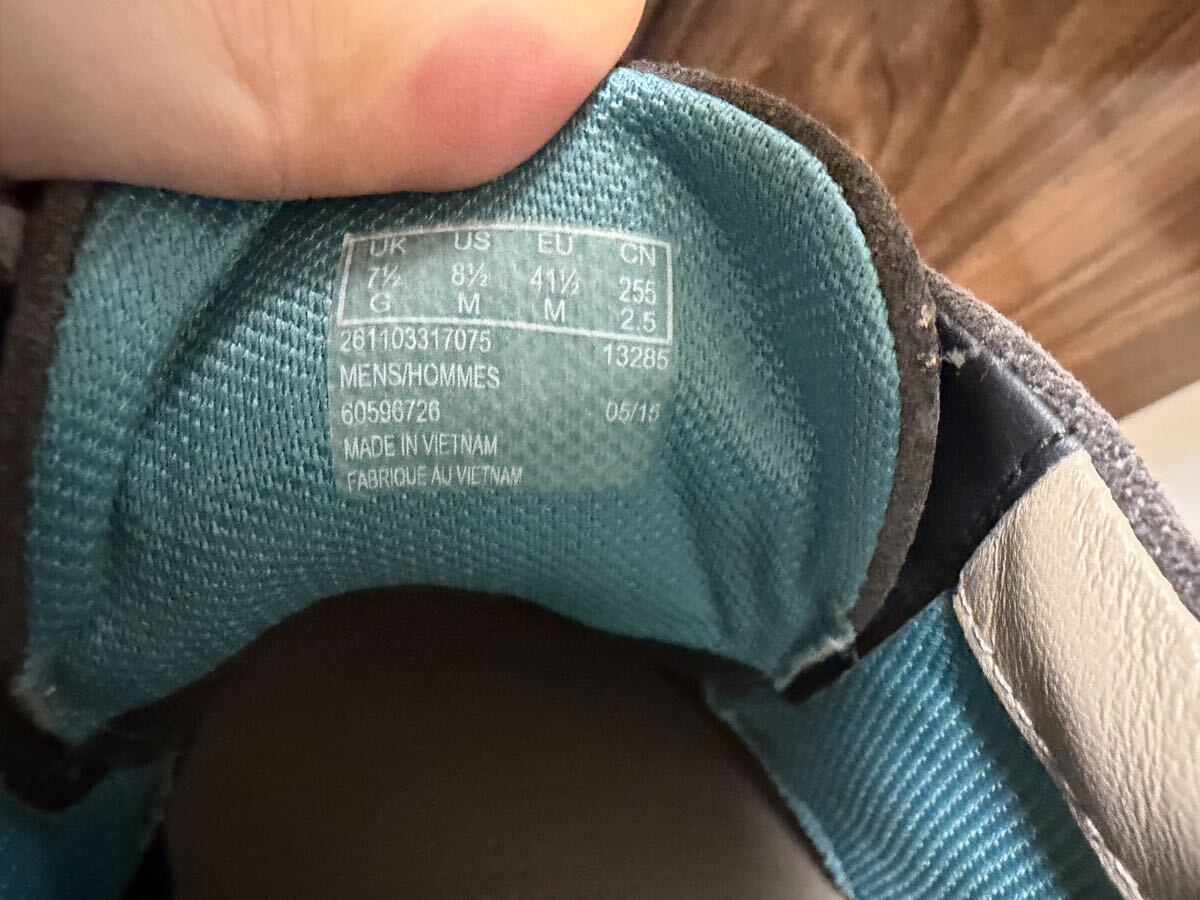 UK US EU CN
7½ 8½ 41½ 255
G M M 2.5
261103317075 13285
MENS/HOMMES
60596726 05/15
MADE IN VIETNAM
FABRIQUE AU VIETNAM